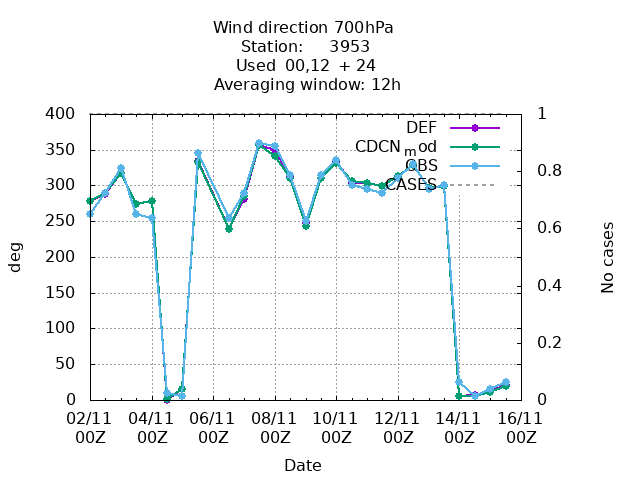 Wind direction 700hPa
Station:     3953
Used  00,12  + 24
Averaging window: 12h
400
350
300
250
200
150
100
50
0
deg
1
0.8
0.6
0.4
0.2
0
No cases
DEF
CDCN_mod
OBS
CASES
02/11 04/11 06/11 08/11 10/11 12/11 14/11 16/11
00Z 00Z 00Z 00Z 00Z 00Z 00Z 00Z
Date